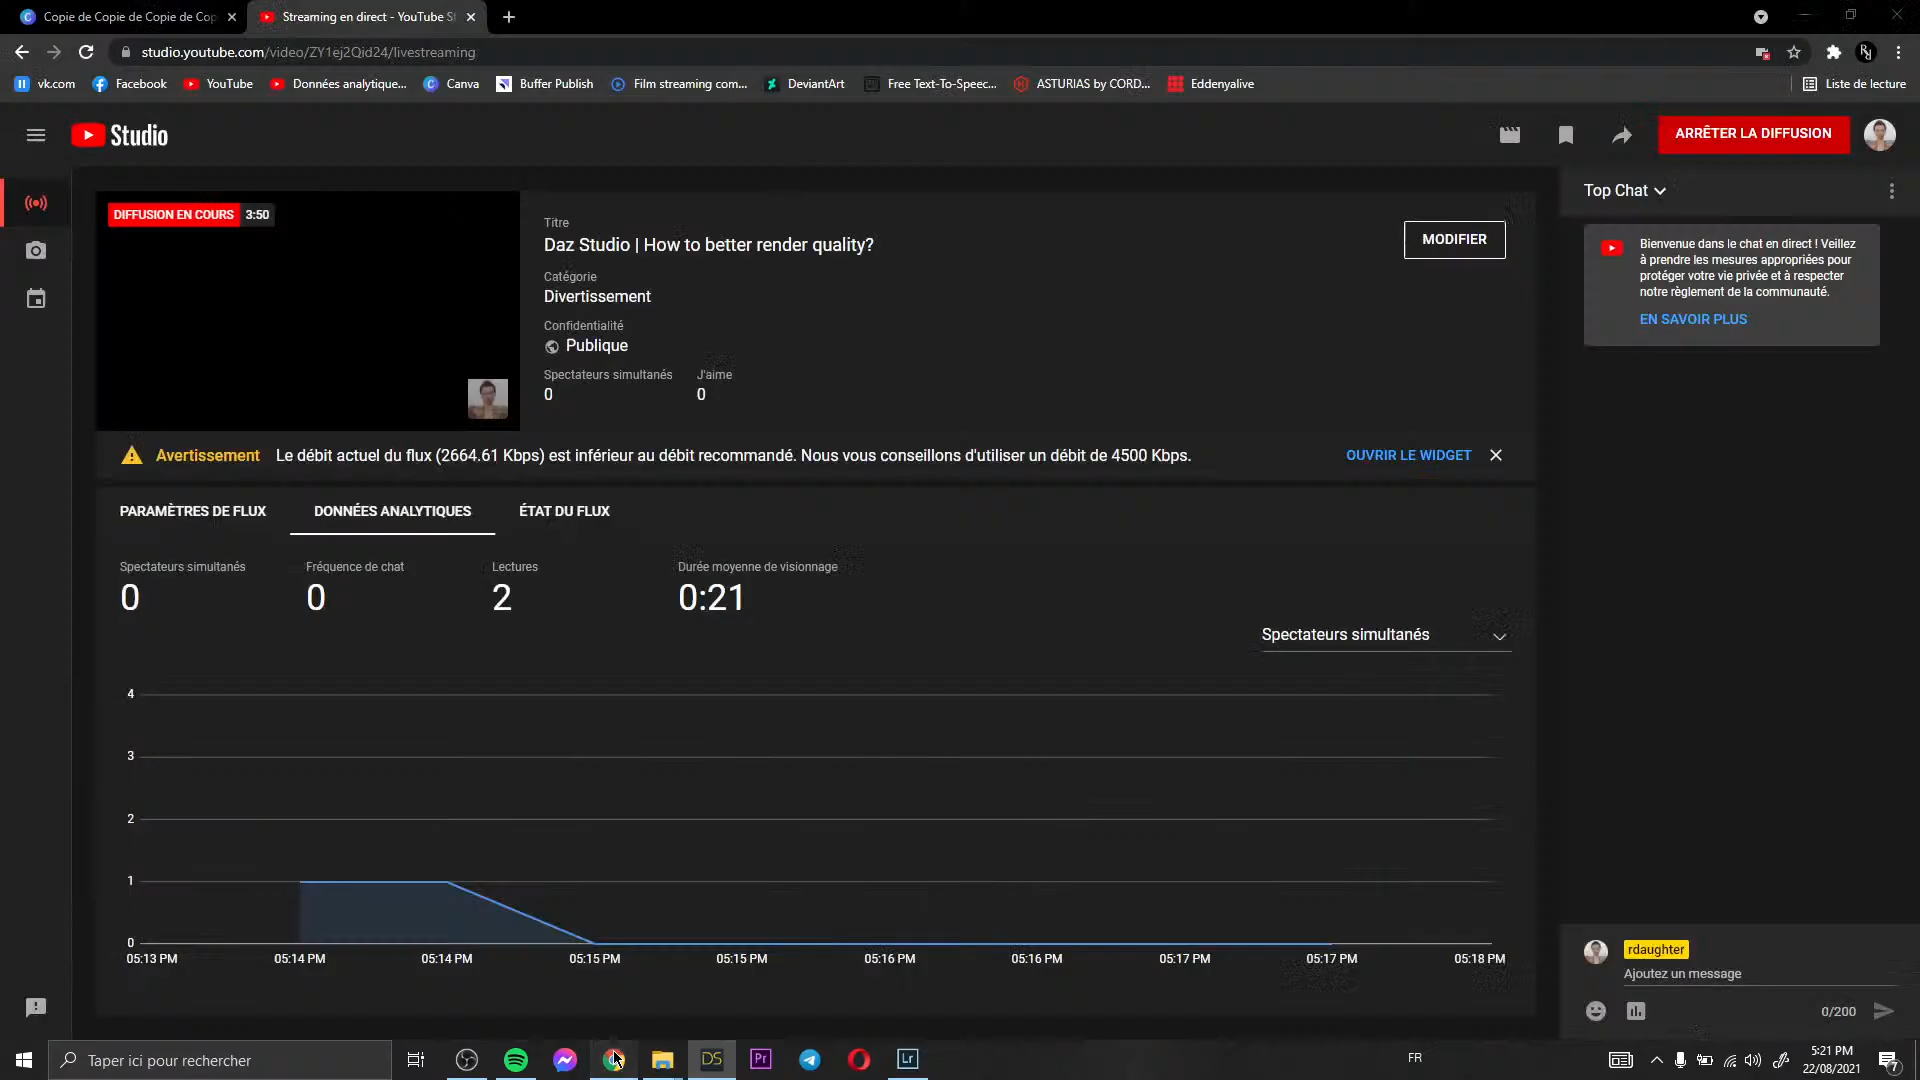 Copie de Copie de Copie de Cop
Streaming en direct - YouTube S
studio.youtube.com/video/ZY1ej2Qid24/livestreaming
vk.com
Facebook
YouTube
Données analytique...
Canva
Buffer Publish
Film streaming com...
DeviantArt
Free Text-To-Speec...
ASTURIAS by CORD...
Eddenyalive
Liste de lecture
Studio
ARRÊTER LA DIFFUSION
DIFFUSION EN COURS 3:50
Titre
Daz Studio | How to better render quality?
Catégorie
Divertissement
Confidentialité
Publique
Spectateurs simultanés
0
J'aime
0
MODIFIER
Top Chat
Bienvenue dans le chat en direct ! Veillez
à prendre les mesures appropriées pour
protéger votre vie privée et à respecter
notre règlement de la communauté.
EN SAVOIR PLUS
Avertissement Le débit actuel du flux (2664.61 Kbps) est inférieur au débit recommandé. Nous vous conseillons d'utiliser un débit de 4500 Kbps.
OUVRIR LE WIDGET
PARAMÈTRES DE FLUX
DONNÉES ANALYTIQUES
ÉTAT DU FLUX
Spectateurs simultanés
0
Fréquence de chat
0
Lectures
2
Durée moyenne de visionnage
0:21
Spectateurs simultanés
4
3
2
1
0
05:13 PM 05:14 PM 05:14 PM 05:15 PM 05:15 PM 05:16 PM 05:16 PM 05:17 PM 05:17 PM 05:18 PM
rdaughter
Ajoutez un message
0/200
Taper ici pour rechercher
DS
Pr
Lr
FR
5:21 PM
22/08/2021
7